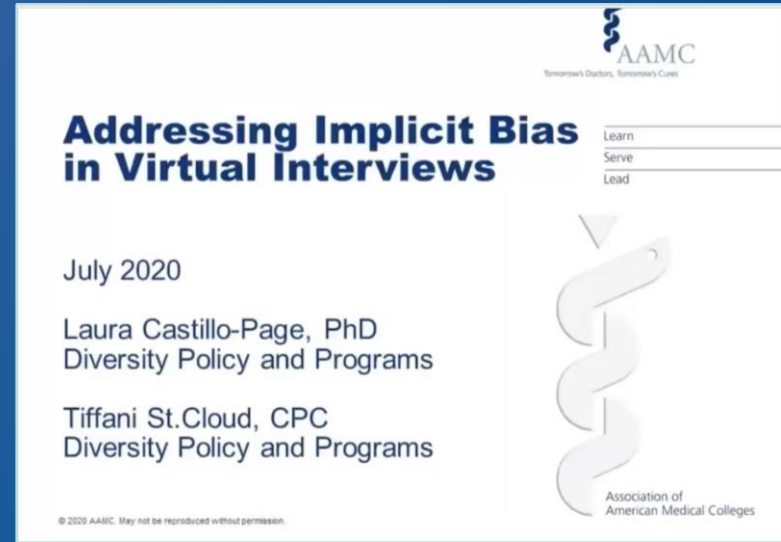 AAMC
Tomorrow's Doctors, Tomorrow's Cures
Addressing Implicit Bias
in Virtual Interviews
Learn
Serve
Lead
July 2020
Laura Castillo-Page, PhD
Diversity Policy and Programs
Tiffani St.Cloud, CPC
Diversity Policy and Programs
Association of
American Medical Colleges
© 2020 AAMC. May not be reproduced without permission.